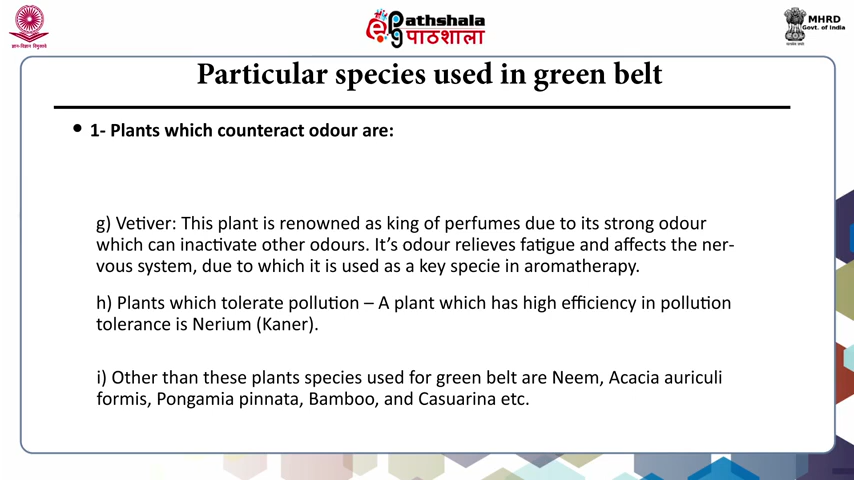 ज्ञान-विज्ञान विमुक्तये
ePathshala
पाठशाला
MHRD
Govt. of India
Particular species used in green belt
• 1- Plants which counteract odour are:
g) Vetiver: This plant is renowned as king of perfumes due to its strong odour
which can inactivate other odours. It’s odour relieves fatigue and affects the ner-
vous system, due to which it is used as a key specie in aromatherapy.
h) Plants which tolerate pollution – A plant which has high efficiency in pollution
tolerance is Nerium (Kaner).
i) Other than these plants species used for green belt are Neem, Acacia auriculi
formis, Pongamia pinnata, Bamboo, and Casuarina etc.